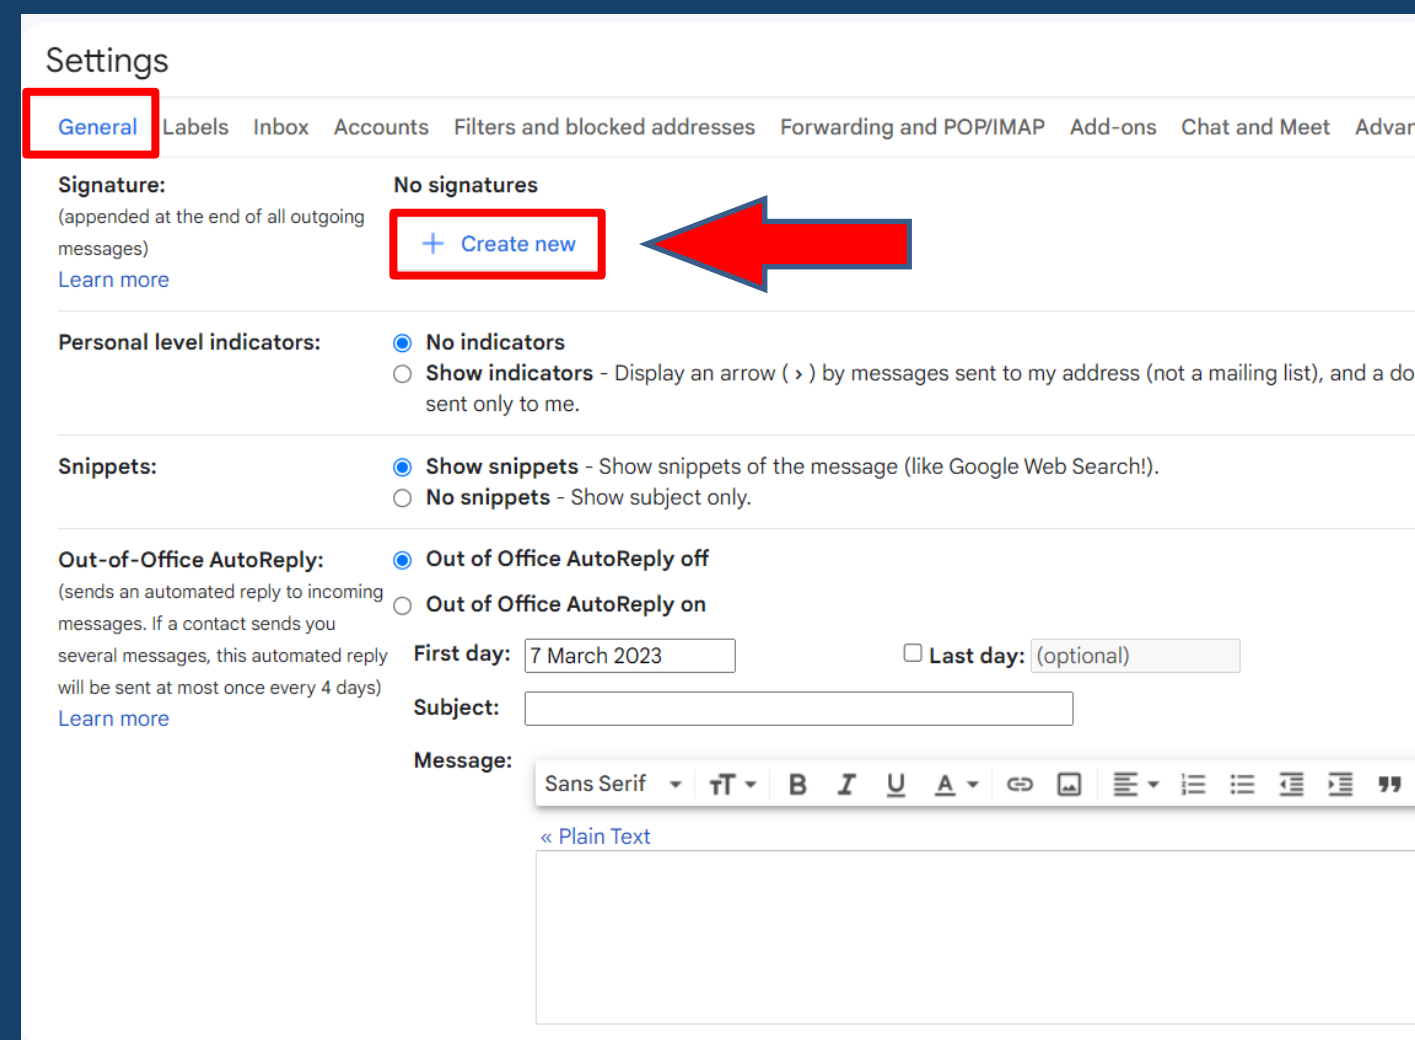 Settings
General Labels Inbox Accounts Filters and blocked addresses Forwarding and POP/IMAP Add-ons Chat and Meet
Signature: No signatures
(appended at the end of all outgoing
messages)
+ Create new
Learn more
Personal level indicators: No indicators
Show indicators - Display an arrow ( › ) by messages sent to my address (not a mailing list), and a
sent only to me.
Snippets: Show snippets - Show snippets of the message (like Google Web Search!).
No snippets - Show subject only.
Out-of-Office AutoReply: Out of Office AutoReply off
(sends an automated reply to incoming
messages. If a contact sends you
several messages, this automated reply
will be sent at most once every 4 days)
Learn more
Out of Office AutoReply on
First day: 7 March 2023 Last day: (optional)
Subject:
Message:
Sans Serif TT B I U A
« Plain Text